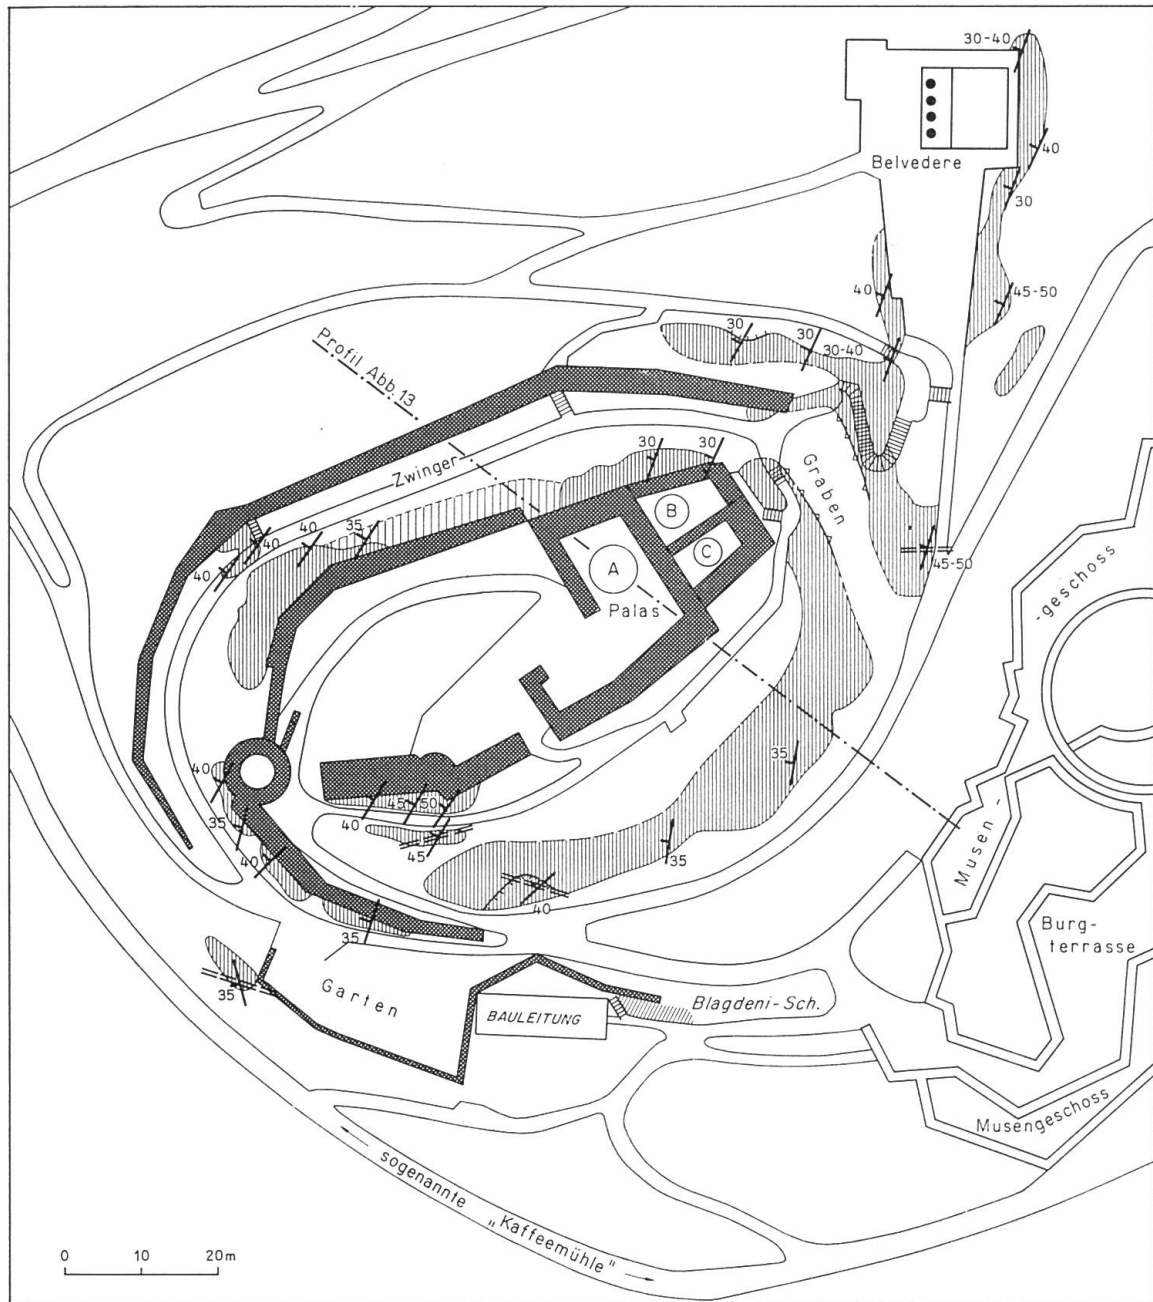 30-40
40
Belvedere
30
40
45-50
30
30
30-40
Profil Abb.13
Zwinger
30
30
Graben
B
C
A
Palas
40
40
40
35
45-50
-geschoss
35
40
35
40
40
45
50
45
35
40
35
35
Musen-
Burg-
terrasse
Garten
BAULEITUNG
Blagdeni-Sch.
Musengeschoss
sogenannte „Kaffeemühle"
0 10 20m